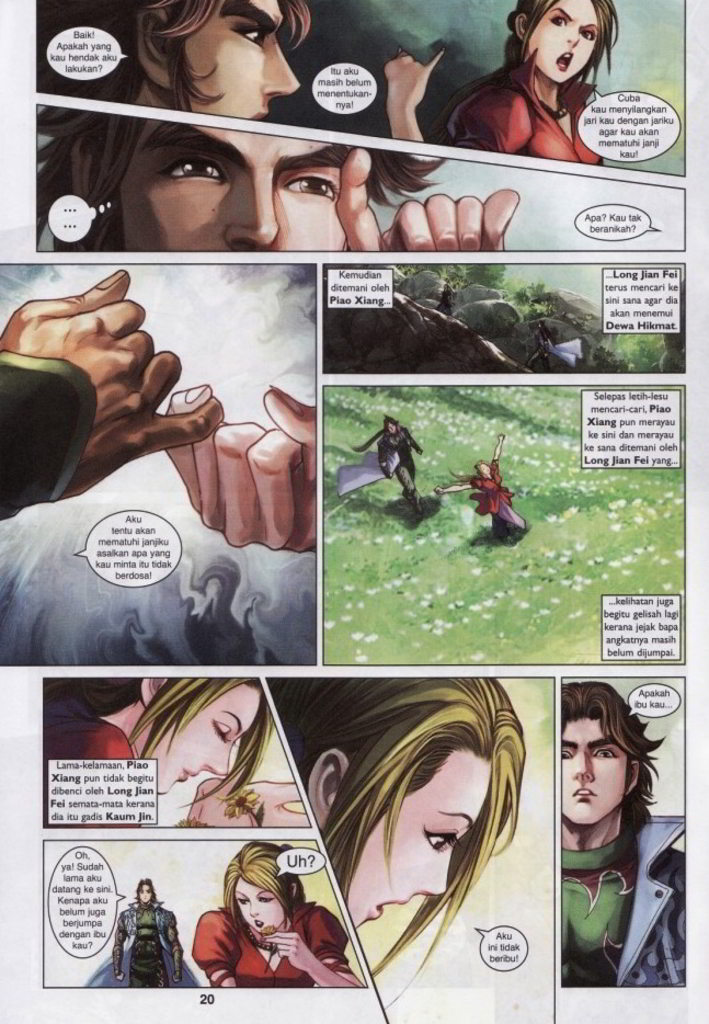 Baik!
Apakah yang
kau hendak aku
lakukan?
Itu aku
masih belum
menentukan-
nya!
Cuba
kau menyilangkan
jari kau dengan jariku
agar kau akan
mematuhi janji
kau!
...
...
Apa? Kau tak
beranikah?
Aku
tentu akan
mematuhi janjiku
asalkan apa yang
kau minta itu tidak
berdosa!
Kemudian
ditemani oleh
Piao Xiang...
...Long Jian Fei
terus mencari ke
sini sana agar dia
akan menemui
Dewa Hikmat.
Selepas letih-lesu
mencari-cari, Piao
Xiang pun merayau
ke sini dan merayau
ke sana ditemani oleh
Long Jian Fei yang...
...kelihatan juga
begitu gelisah lagi
kerana jejak bapa
angkatnya masih
belum dijumpai.
Lama-kelamaan, Piao
Xiang pun tidak begitu
dibenci oleh Long Jian
Fei semata-mata kerana
dia itu gadis Kaum Jin.
Oh,
ya! Sudah
lama aku
datang ke sini.
Kenapa aku
belum juga
berjumpa
dengan ibu
kau?
Uh?
Aku
ini tidak
beribu!
Apakah
ibu kau...
20